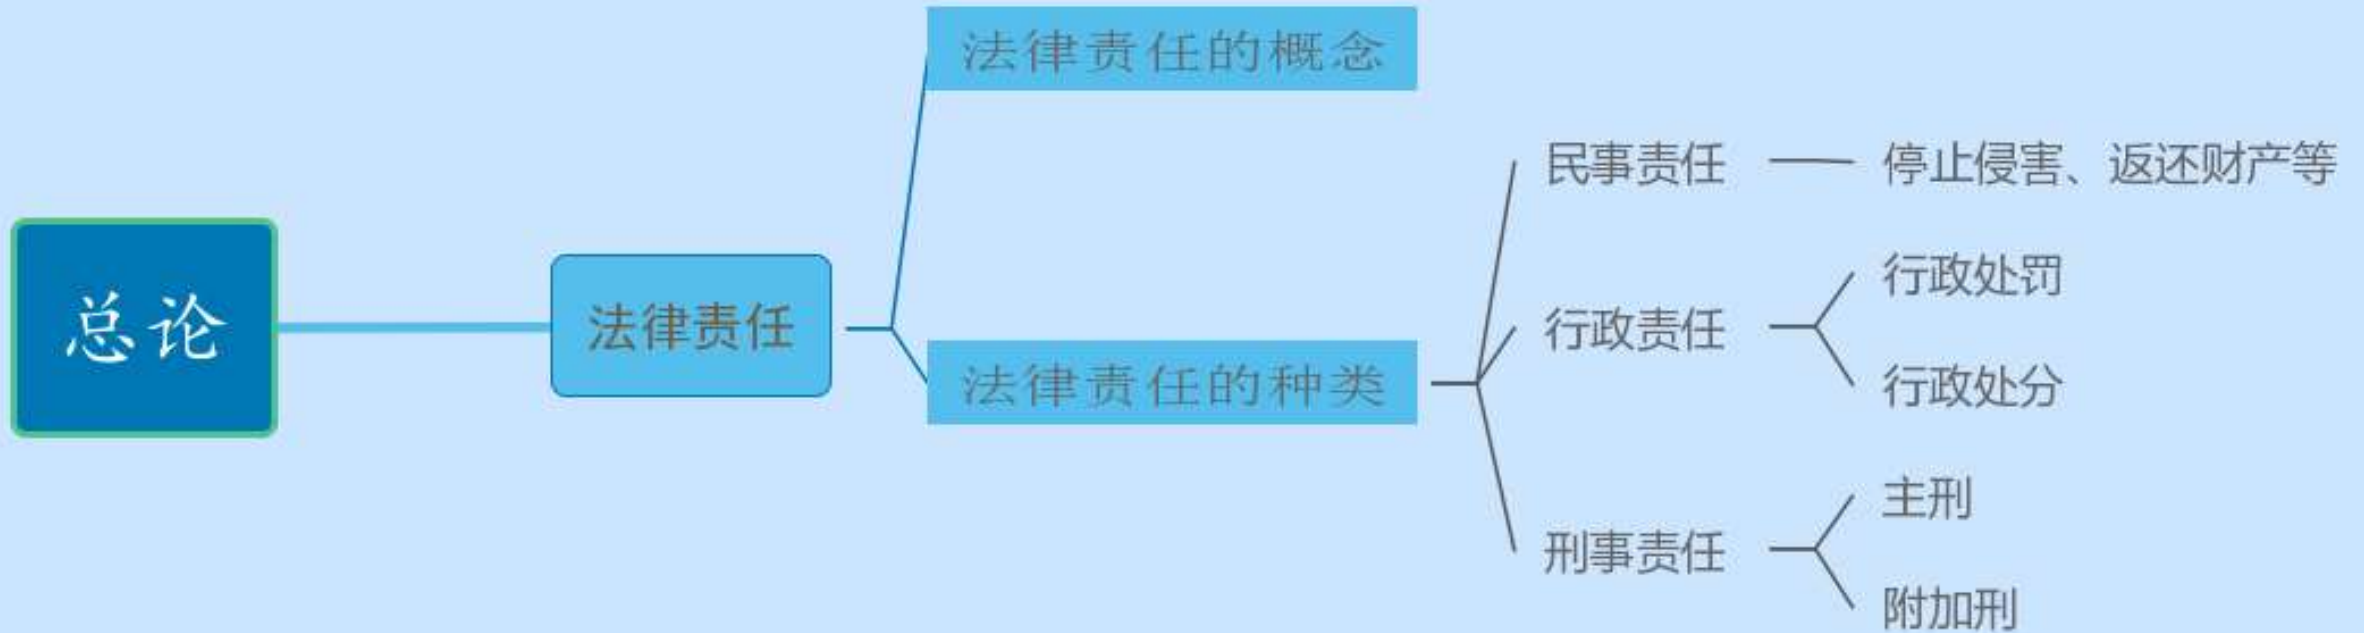 总论
法律责任
法律责任的概念
法律责任的种类
民事责任
停止侵害、返还财产等
行政责任
行政处罚
行政处分
刑事责任
主刑
附加刑